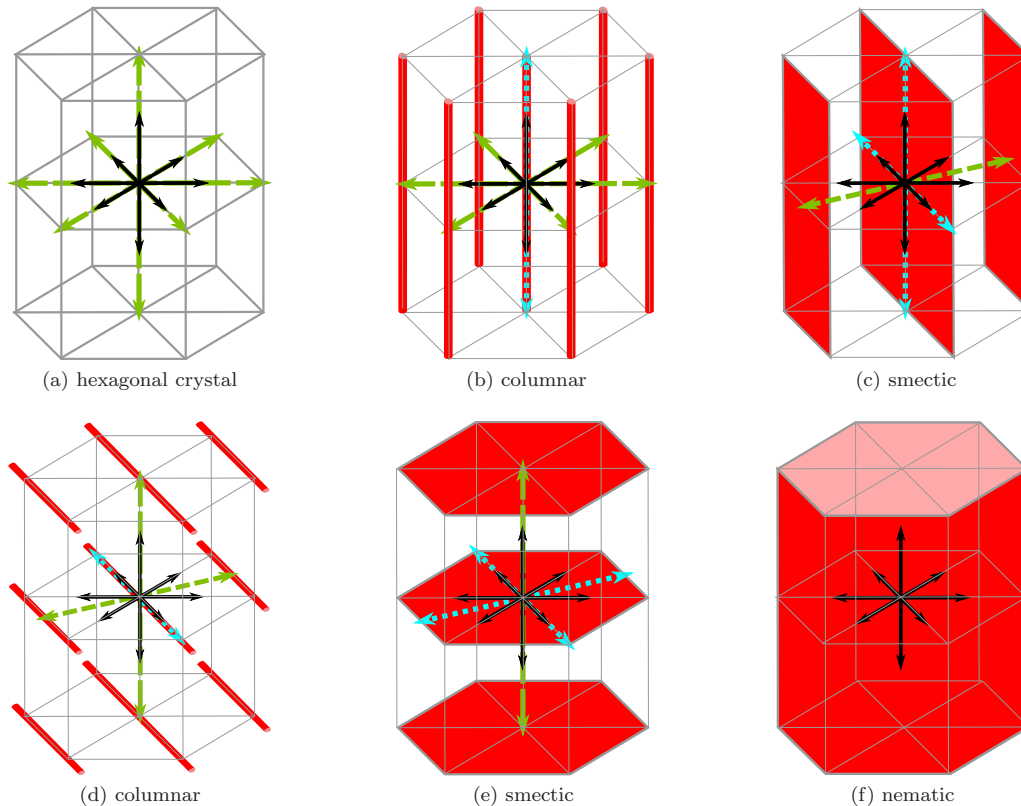 (a) hexagonal crystal
(b) columnar
(c) smectic
(d) columnar
(e) smectic
(f) nematic